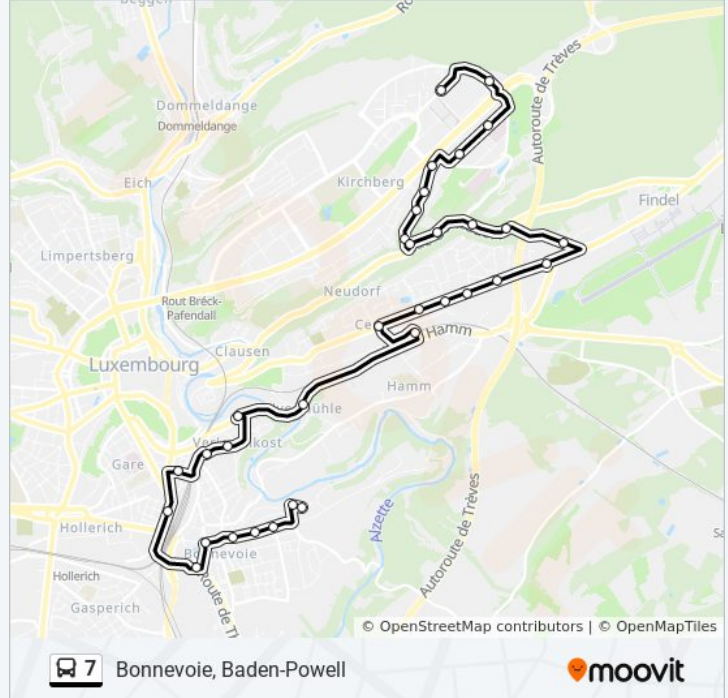 Beggen
Autoroute de Trèves
Dommeldange
Dommeldange
Eich
Kirchberg
Findel
Limpertsberg
Neudorf
Rout Bréck-
Pafendall
Clausen
Hamm
Luxembourg
Hamm
Gare
Alzette
Autoroute de Trèves
Hollerich
Bonnevoie
Hollerich
Gasperich
© OpenStreetMap contributors | © OpenMapTiles
7 Bonnevoie, Baden-Powell
moovit